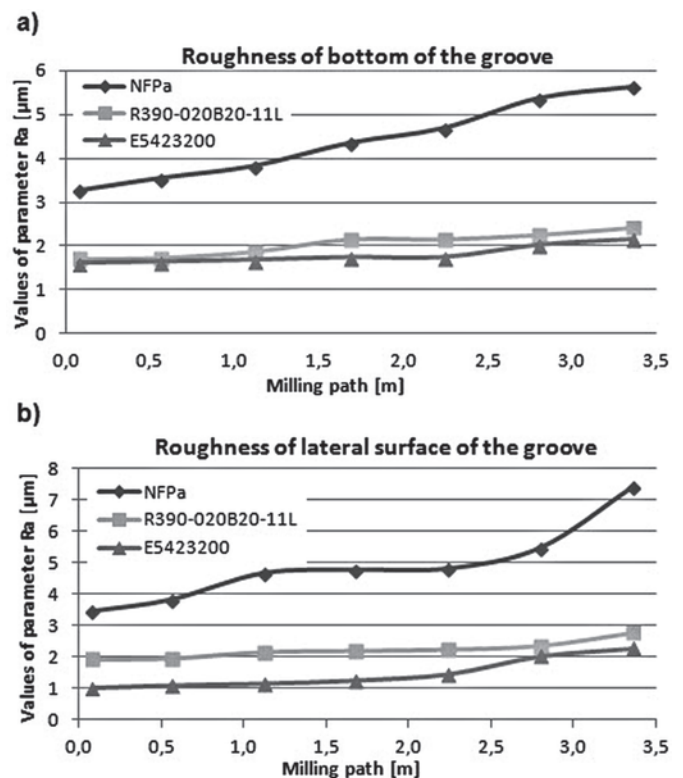 a)
Roughness of bottom of the groove
Values of parameter Ra [µm]
6
5
4
3
2
1
0
NFPa
R390-020B20-11L
E5423200
0,0 0,5 1,0 1,5 2,0 2,5 3,0 3,5
Milling path [m]
b)
Roughness of lateral surface of the groove
Values of parameter Ra [µm]
8
7
6
5
4
3
2
1
0
NFPa
R390-020B20-11L
E5423200
0,0 0,5 1,0 1,5 2,0 2,5 3,0 3,5
Milling path [m]